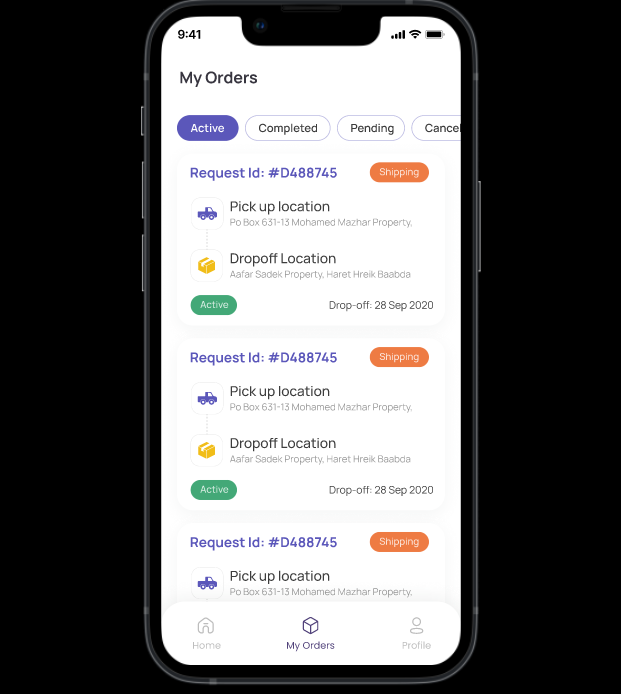 9:41
My Orders
Active Completed Pending Cancel
Request Id: #D488745 Shipping
Pick up location
Po Box 631-13 Mohamed Mazhar Property,
Dropoff Location
Aafar Sadek Property, Haret Hreik Baabda
Active Drop-off: 28 Sep 2020
Request Id: #D488745 Shipping
Pick up location
Po Box 631-13 Mohamed Mazhar Property,
Dropoff Location
Aafar Sadek Property, Haret Hreik Baabda
Active Drop-off: 28 Sep 2020
Request Id: #D488745 Shipping
Pick up location
Po Box 631-13 Mohamed Mazhar Property,
Home My Orders Profile